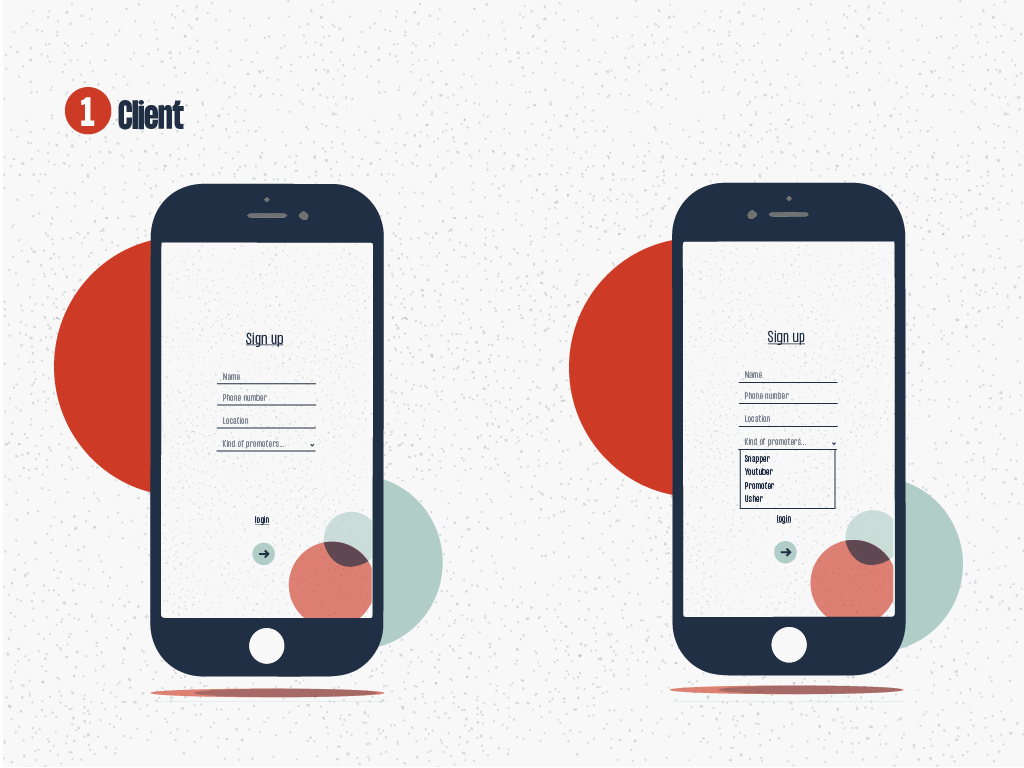 1 Client
Sign up
Name
Phone number
Location
Kind of promoters...
login
Sign up
Name
Phone number
Location
Kind of promoters...
Snapper
Youtuber
Promoter
Usher
login